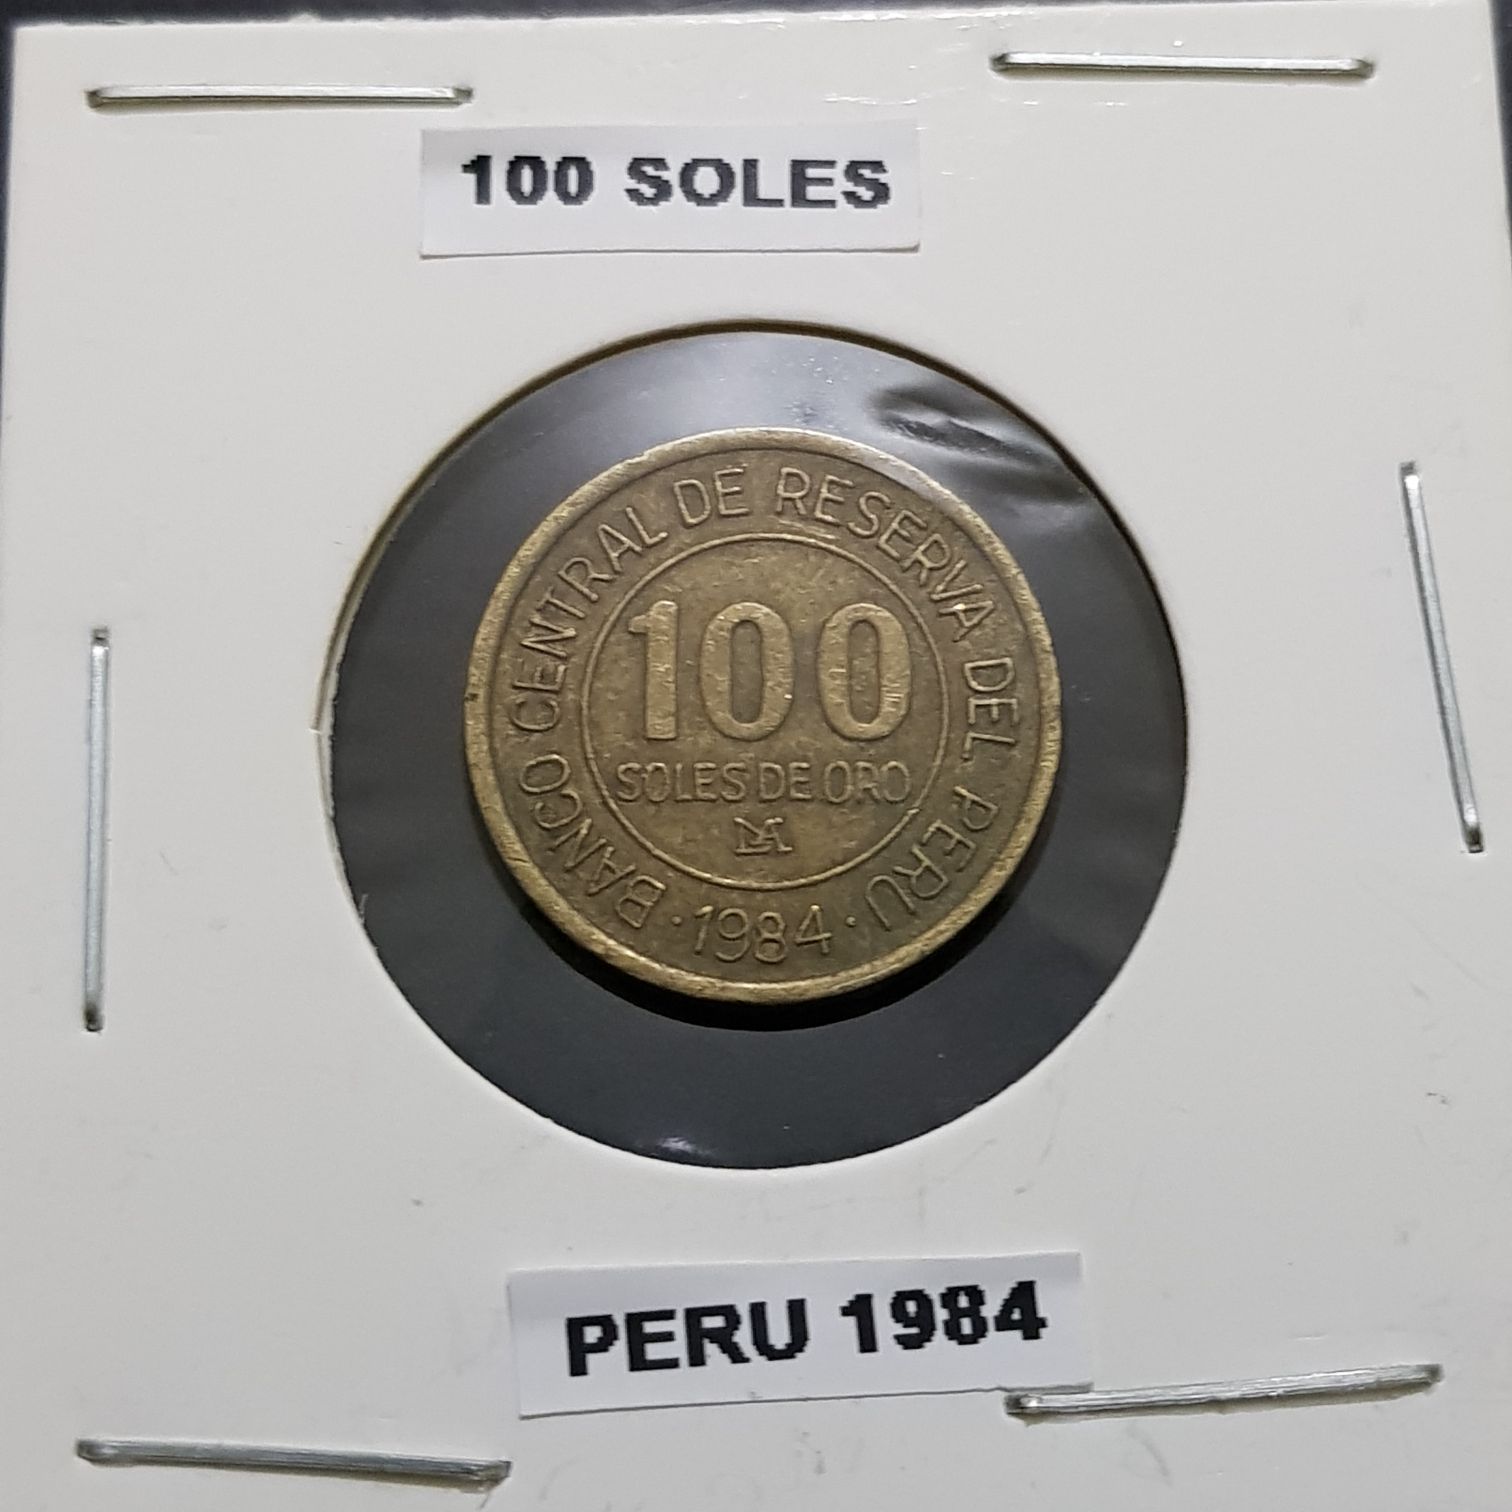 100 SOLES
BANCO CENTRAL DE RESERVA DEL PERU
100
SOLES DE ORO
· 1984 ·
PERU 1984